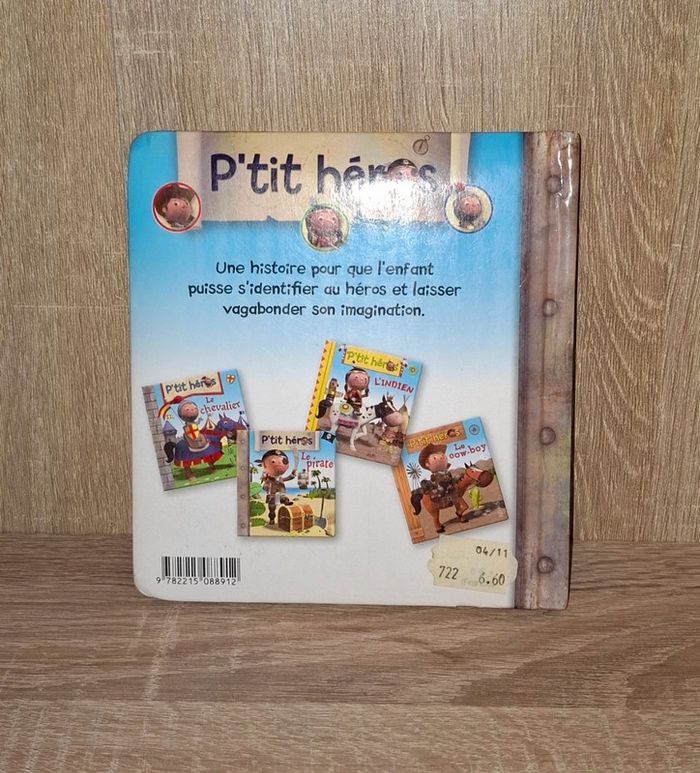 P'tit héros
Une histoire pour que l'enfant
puisse s'identifier au héros et laisser
vagabonder son imagination.
P'tit héros
Le
chevalier
P'tit héros
L'INDIEN
P'tit héros
Le
pirate
P'tit héros
Le
cow-boy
04/11
722 6.60
9 782215 088912